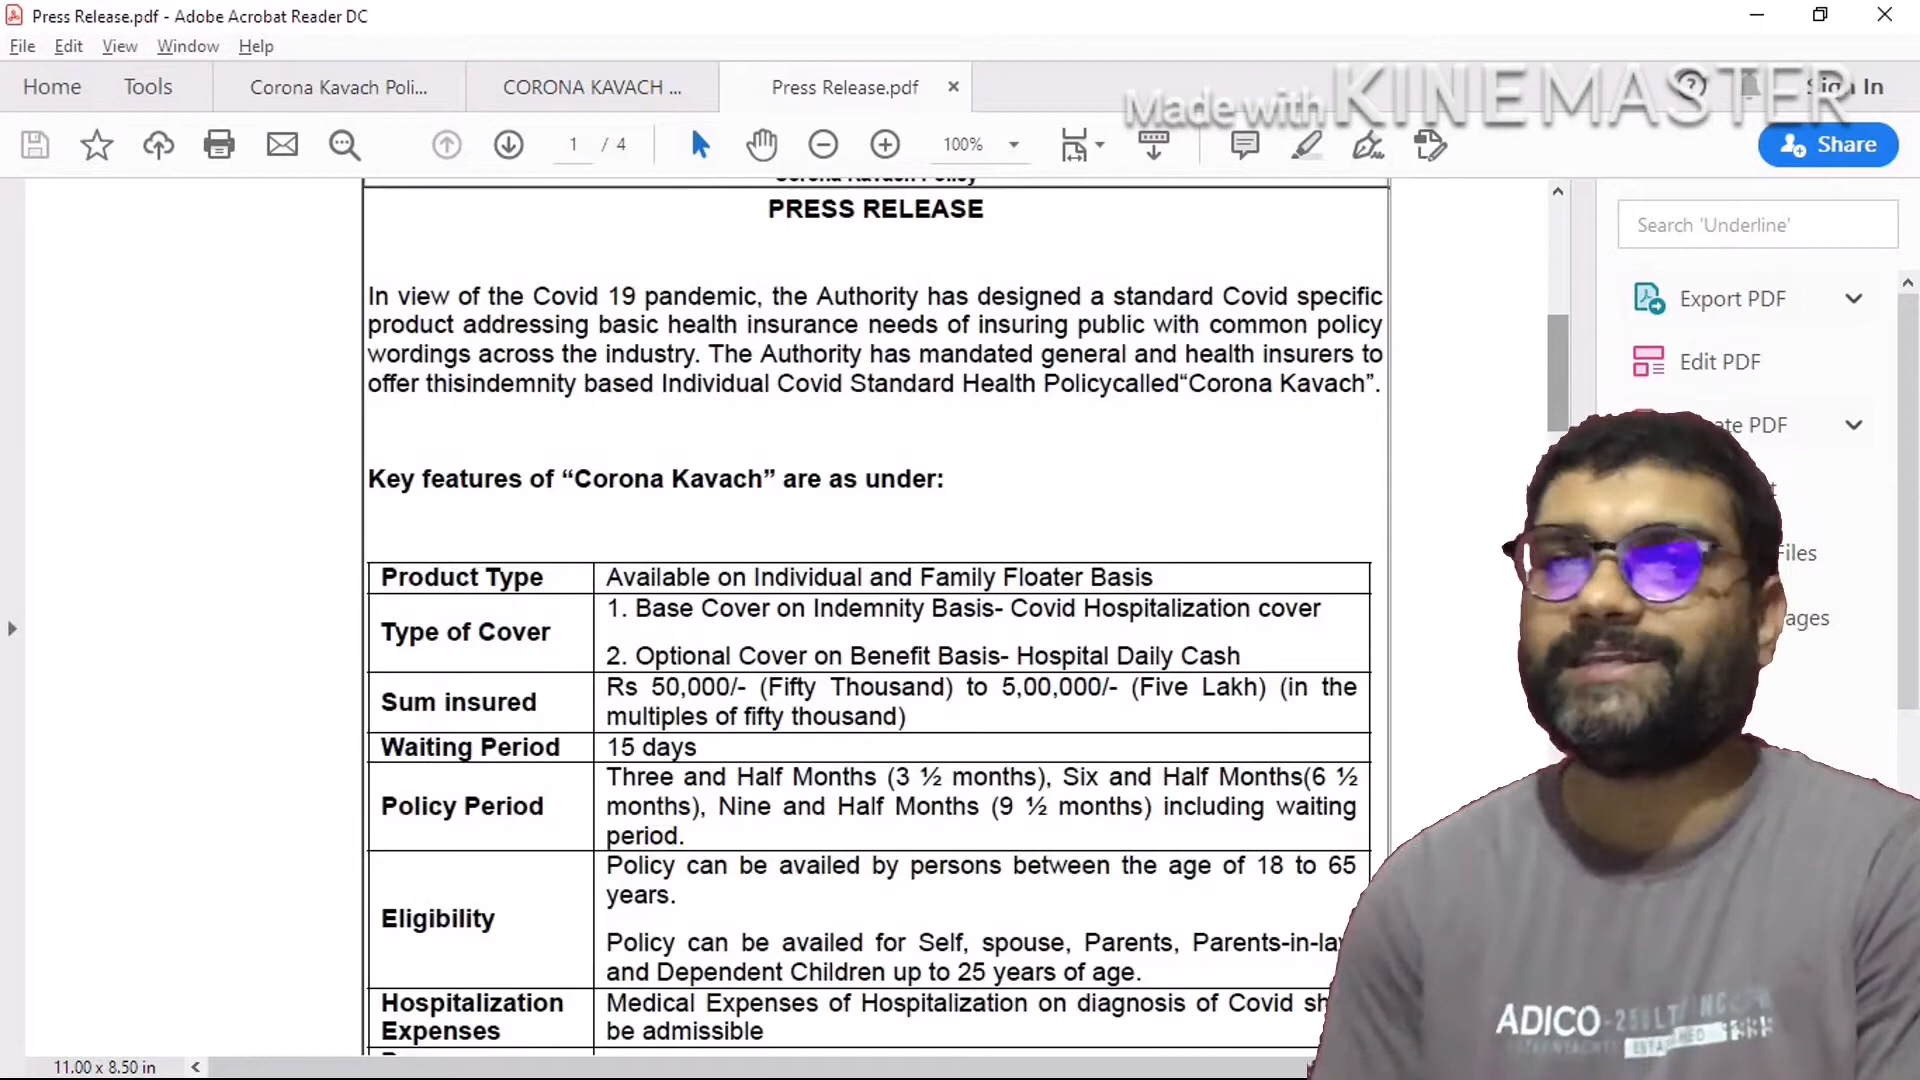 Press Release.pdf - Adobe Acrobat Reader DC
File Edit View Window Help
Home Tools Corona Kavach Poli... CORONA KAVACH ... Press Release.pdf Sign In
Made with KINEMASTER
1 / 4 100% Share
Corona Kavach Policy
PRESS RELEASE
Search 'Underline'
In view of the Covid 19 pandemic, the Authority has designed a standard Covid specific
product addressing basic health insurance needs of insuring public with common policy
wordings across the industry. The Authority has mandated general and health insurers to
offer thisindemnity based Individual Covid Standard Health Policycalled“Corona Kavach”.
Export PDF
Edit PDF
PDF
Files
Key features of “Corona Kavach” are as under:
Product Type Available on Individual and Family Floater Basis
Type of Cover 1. Base Cover on Indemnity Basis- Covid Hospitalization cover
2. Optional Cover on Benefit Basis- Hospital Daily Cash
Sum insured Rs 50,000/- (Fifty Thousand) to 5,00,000/- (Five Lakh) (in the
multiples of fifty thousand)
Waiting Period 15 days
Policy Period Three and Half Months (3 ½ months), Six and Half Months(6 ½
months), Nine and Half Months (9 ½ months) including waiting
period.
Eligibility Policy can be availed by persons between the age of 18 to 65
years.
Policy can be availed for Self, spouse, Parents, Parents-in-la
and Dependent Children up to 25 years of age.
Hospitalization Medical Expenses of Hospitalization on diagnosis of Covid sh
Expenses be admissible
11.00 x 8.50 in
ADICO